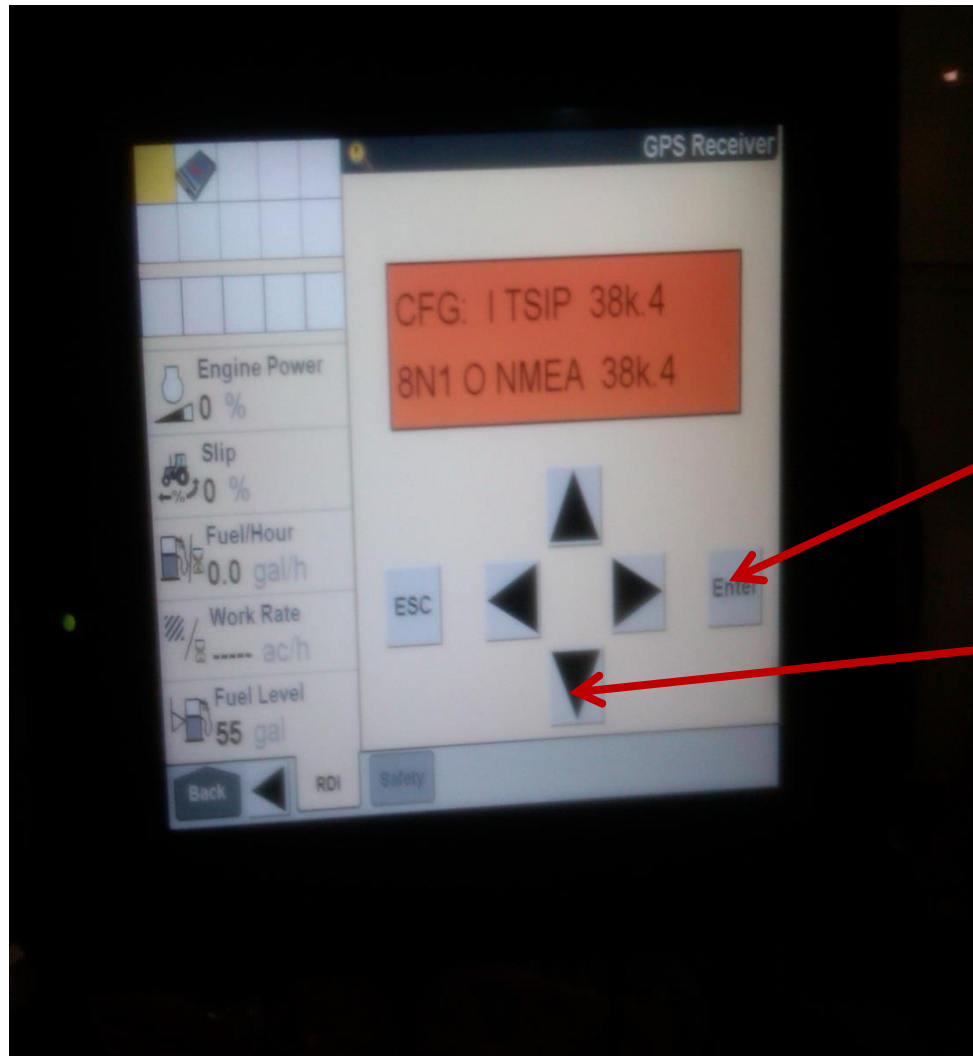 GPS Receiver
CFG: I TSIP 38k.4
8N1 O NMEA 38k.4
Engine Power
0 %
Slip
←%
0 %
Fuel/Hour
0.0 gal/h
Work Rate
----- ac/h
Fuel Level
55 gal
ESC
Enter
Back
RDI
Safety